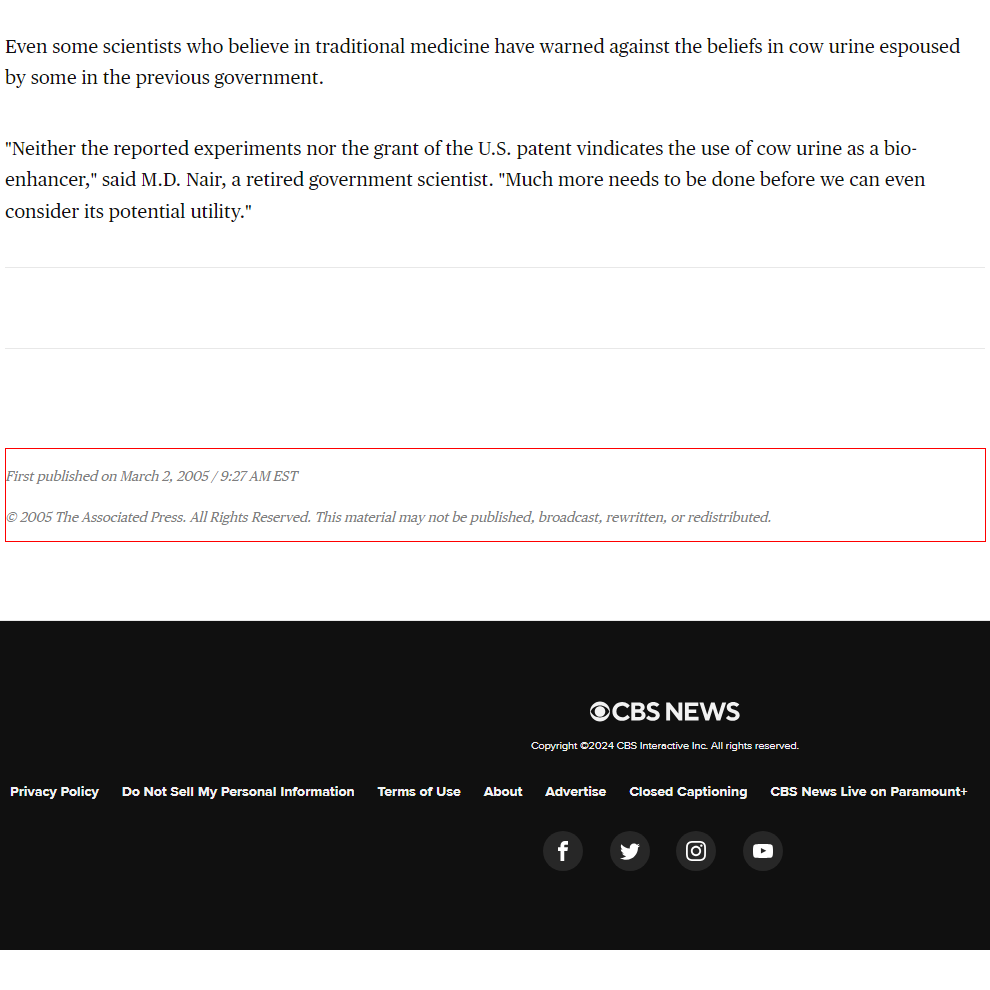 Even some scientists who believe in traditional medicine have warned against the beliefs in cow urine espoused
by some in the previous government.
"Neither the reported experiments nor the grant of the U.S. patent vindicates the use of cow urine as a bio-
enhancer," said M.D. Nair, a retired government scientist. "Much more needs to be done before we can even
consider its potential utility."
First published on March 2, 2005 / 9:27 AM EST
© 2005 The Associated Press. All Rights Reserved. This material may not be published, broadcast, rewritten, or redistributed.
CBS NEWS
Copyright ©2024 CBS Interactive Inc. All rights reserved.
Privacy Policy Do Not Sell My Personal Information Terms of Use About Advertise Closed Captioning CBS News Live on Paramount+